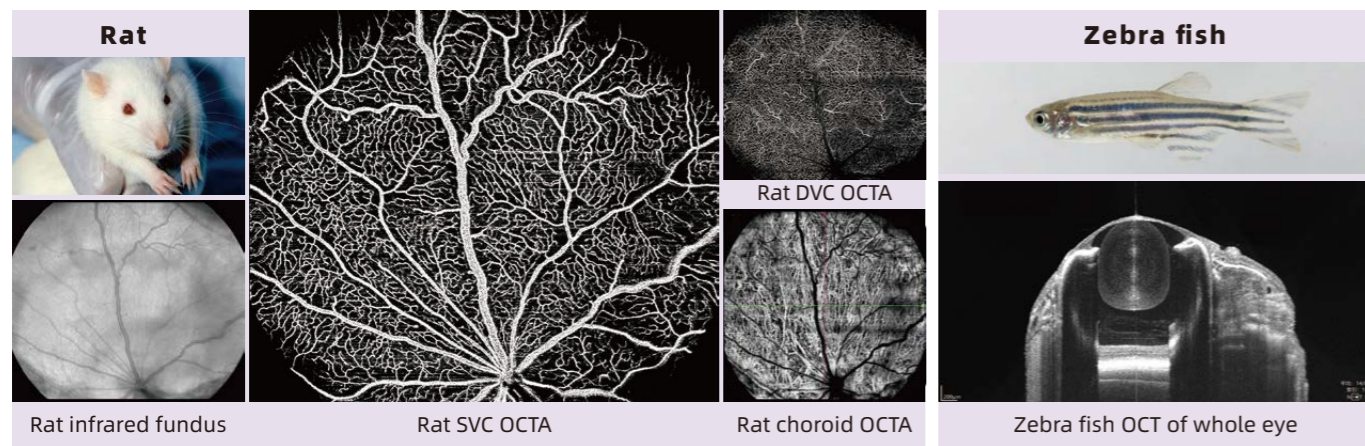 Rat
Zebra fish
Rat DVC OCTA
Rat infrared fundus
Rat SVC OCTA
Rat choroid OCTA
Zebra fish OCT of whole eye